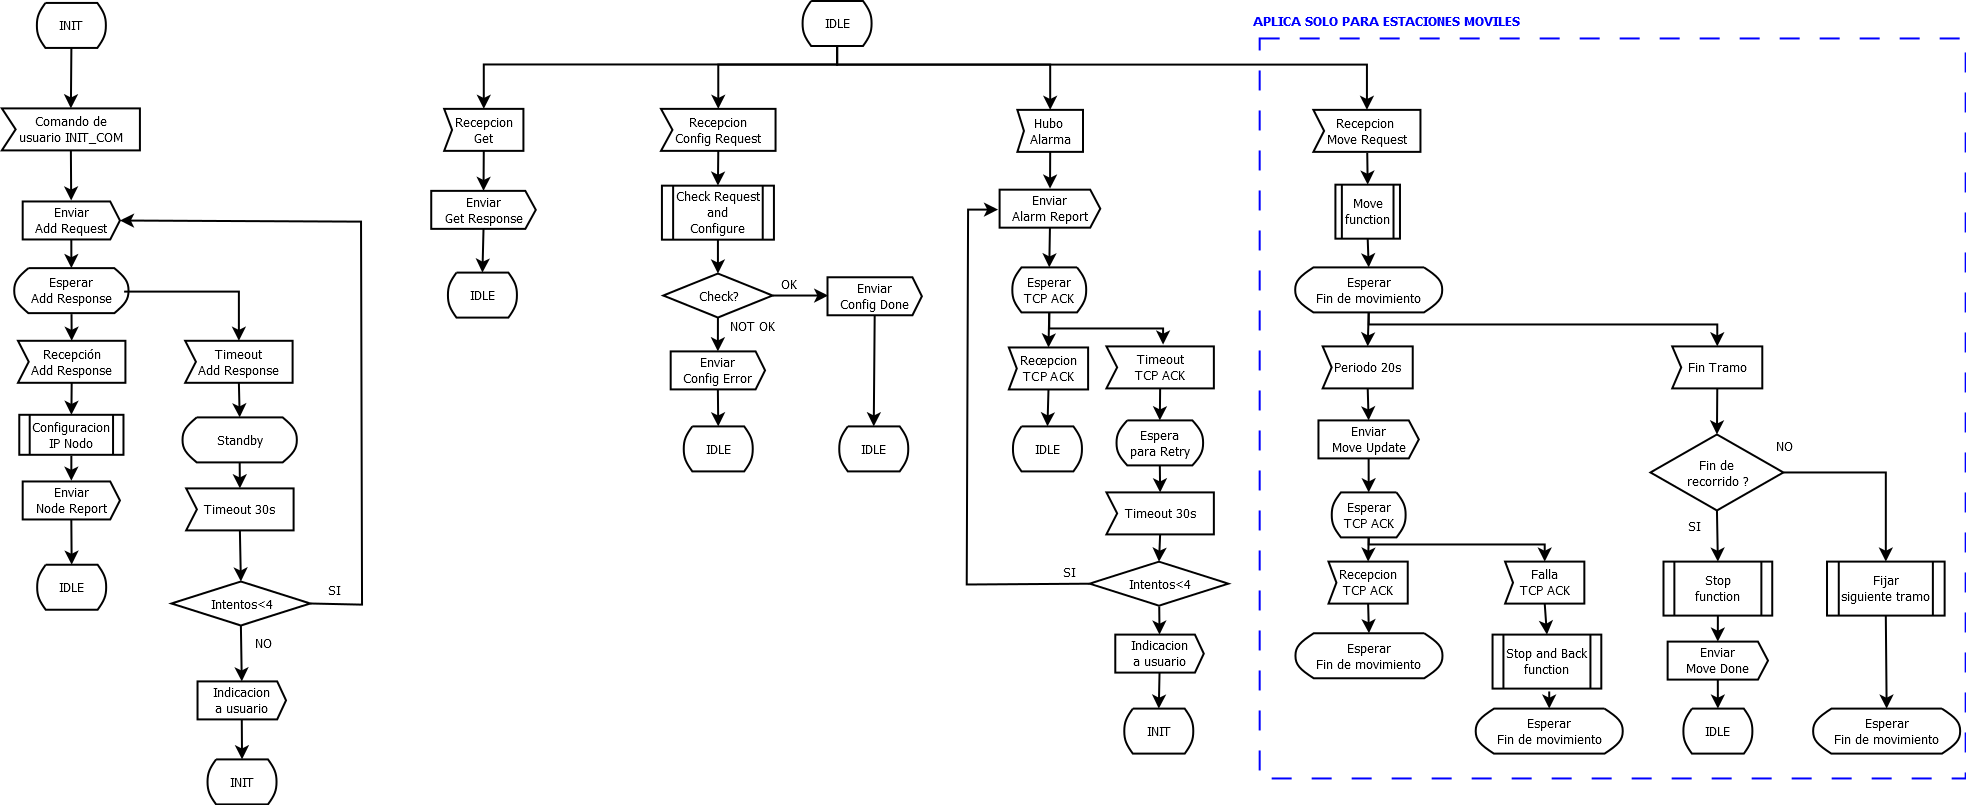 INIT
Comando de
usuario INIT_COM
Enviar
Add Request
Esperar
Add Response
Recepción
Add Response
Configuracion
IP Nodo
Enviar
Node Report
IDLE
Timeout
Add Response
Standby
Timeout 30s
Intentos<4
SI
NO
Indicacion
a usuario
INIT
IDLE
Recepcion
Get
Enviar
Get Response
IDLE
Recepcion
Config Request
Check Request
and
Configure
Check?
OK
NOT OK
Enviar
Config Done
IDLE
Enviar
Config Error
IDLE
Hubo
Alarma
Enviar
Alarm Report
Esperar
TCP ACK
Recepcion
TCP ACK
IDLE
Timeout
TCP ACK
Espera
para Retry
Timeout 30s
Intentos<4
SI
Indicacion
a usuario
INIT
APLICA SOLO PARA ESTACIONES MOVILES
Recepcion
Move Request
Move
function
Esperar
Fin de movimiento
Periodo 20s
Enviar
Move Update
Esperar
TCP ACK
Recepcion
TCP ACK
Esperar
Fin de movimiento
Falla
TCP ACK
Stop and Back
function
Esperar
Fin de movimiento
Fin Tramo
Fin de
recorrido ?
NO
SI
Stop
function
Enviar
Move Done
IDLE
Fijar
siguiente tramo
Esperar
Fin de movimiento